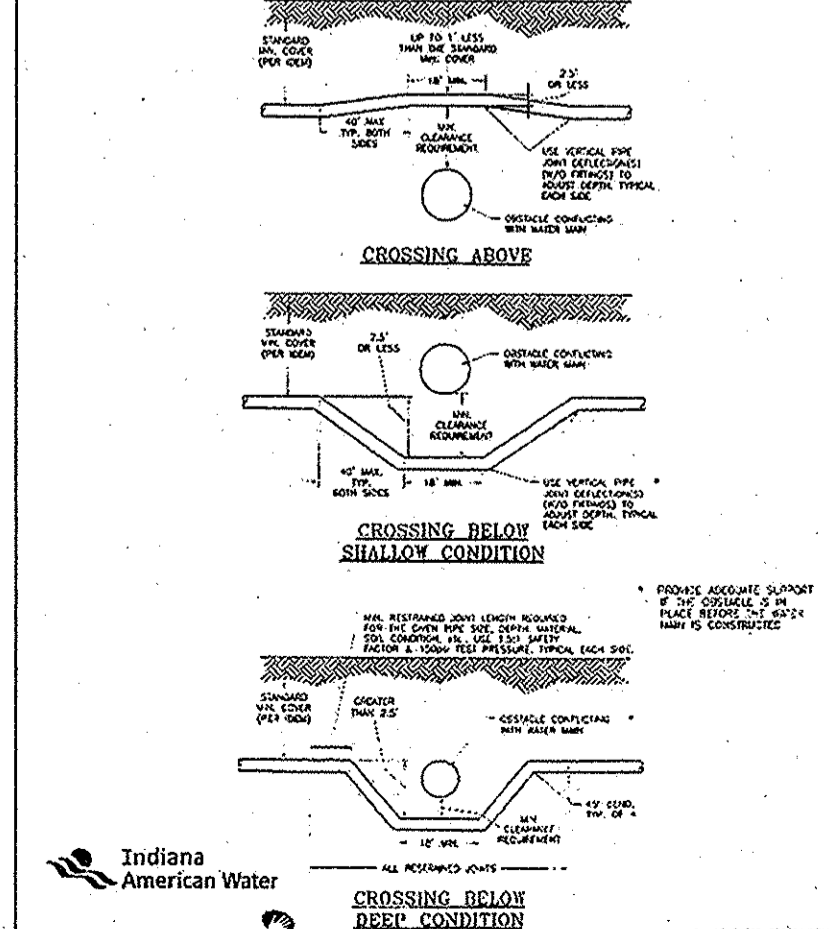 STANDARD
MIN. COVER
(PER IDEM)
UP TO 1' LESS
THAN THE STANDARD
MIN. COVER
18' MIN.
2.5'
OR LESS
40' MAX
TYP. BOTH
SIDES
MIN.
CLEARANCE
REQUIREMENT
USE VERTICAL PIPE
JOINT DEFLECTION(S)
(W/O FITTINGS) TO
ADJUST DEPTH, TYPICAL
EACH SIDE
OBSTACLE CONFLICTING
WITH WATER MAIN
CROSSING ABOVE
STANDARD
MIN. COVER
(PER IDEM)
2.5'
OR LESS
OBSTACLE CONFLICTING
WITH WATER MAIN
MIN.
CLEARANCE
REQUIREMENT
40' MAX.
TYP.
BOTH SIDES
18' MIN.
USE VERTICAL PIPE *
JOINT DEFLECTION(S)
(W/O FITTINGS) TO
ADJUST DEPTH, TYPICAL
EACH SIDE
CROSSING BELOW
SHALLOW CONDITION
* PROVIDE ADEQUATE SUPPORT
IF THE OBSTACLE IS IN
PLACE BEFORE THE WATER
MAIN IS CONSTRUCTED
MIN. RESTRAINED JOINT LENGTH REQUIRED
FOR THE GIVEN PIPE SIZE, DEPTH, MATERIAL,
SOIL CONDITION, etc., USE 1.5:1 SAFETY
FACTOR & 150psi TEST PRESSURE, TYPICAL EACH SIDE.
STANDARD
MIN. COVER
(PER IDEM)
GREATER
THAN 2.5'
OBSTACLE CONFLICTING *
WITH WATER MAIN
45° BEND,
TYP. OF 4
MIN.
CLEARANCE
REQUIREMENT
18' MIN.
ALL RESTRAINED JOINTS
Indiana
American Water
CROSSING BELOW
DEEP CONDITION